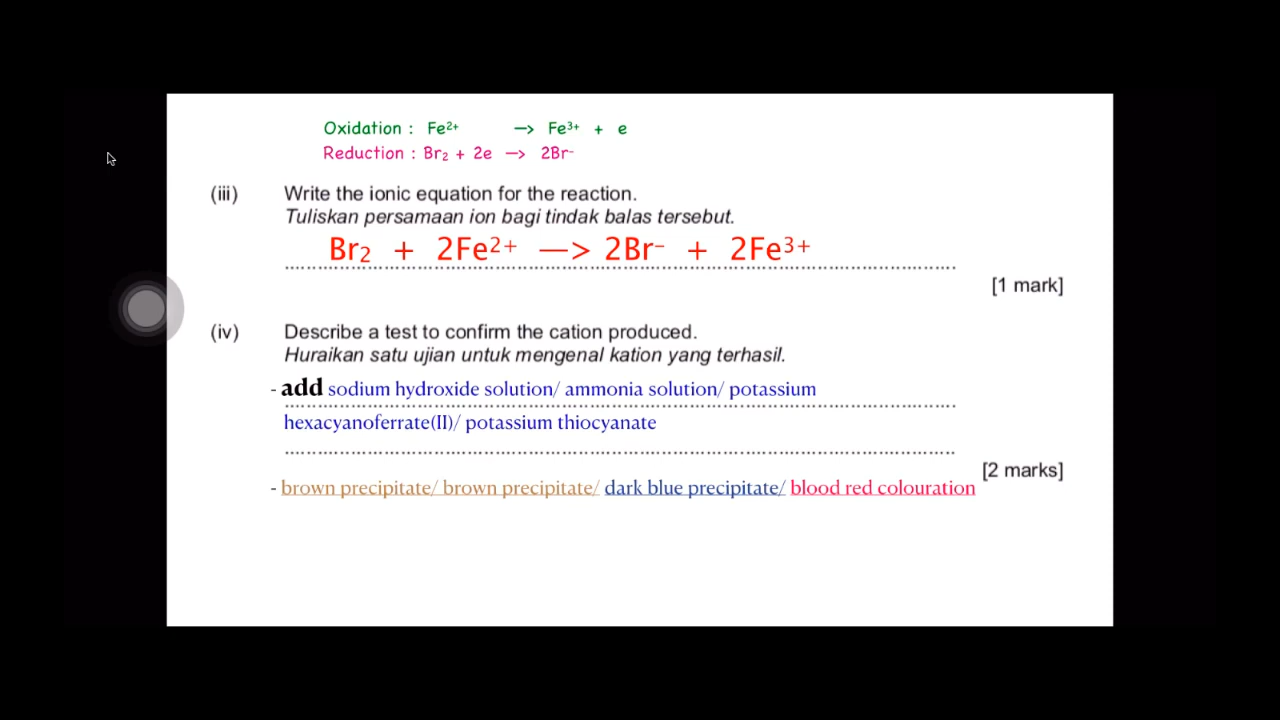 Oxidation : Fe²⁺ —> Fe³⁺ + e
Reduction : Br₂ + 2e —> 2Br⁻
(iii) Write the ionic equation for the reaction.
Tuliskan persamaan ion bagi tindak balas tersebut.
Br₂ + 2Fe²⁺ —> 2Br⁻ + 2Fe³⁺
[1 mark]
(iv) Describe a test to confirm the cation produced.
Huraikan satu ujian untuk mengenal kation yang terhasil.
- add sodium hydroxide solution/ ammonia solution/ potassium
hexacyanoferrate(II)/ potassium thiocyanate
[2 marks]
- brown precipitate/ brown precipitate/ dark blue precipitate/ blood red colouration